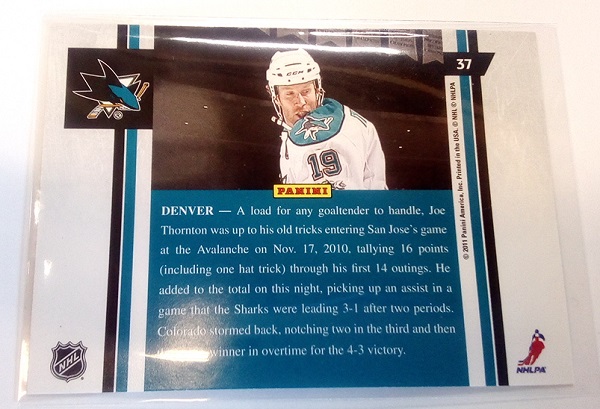 37
CCM
19
PANINI
DENVER — A load for any goaltender to handle, Joe
Thornton was up to his old tricks entering San Jose's game
at the Avalanche on Nov. 17, 2010, tallying 16 points
(including one hat trick) through his first 14 outings. He
added to the total on this night, picking up an assist in a
game that the Sharks were leading 3-1 after two periods.
Colorado stormed back, notching two in the third and then
winner in overtime for the 4-3 victory.
© 2011 Panini America, Inc. Printed in the USA. © NHL © NHLPA
NHL
NHLPA